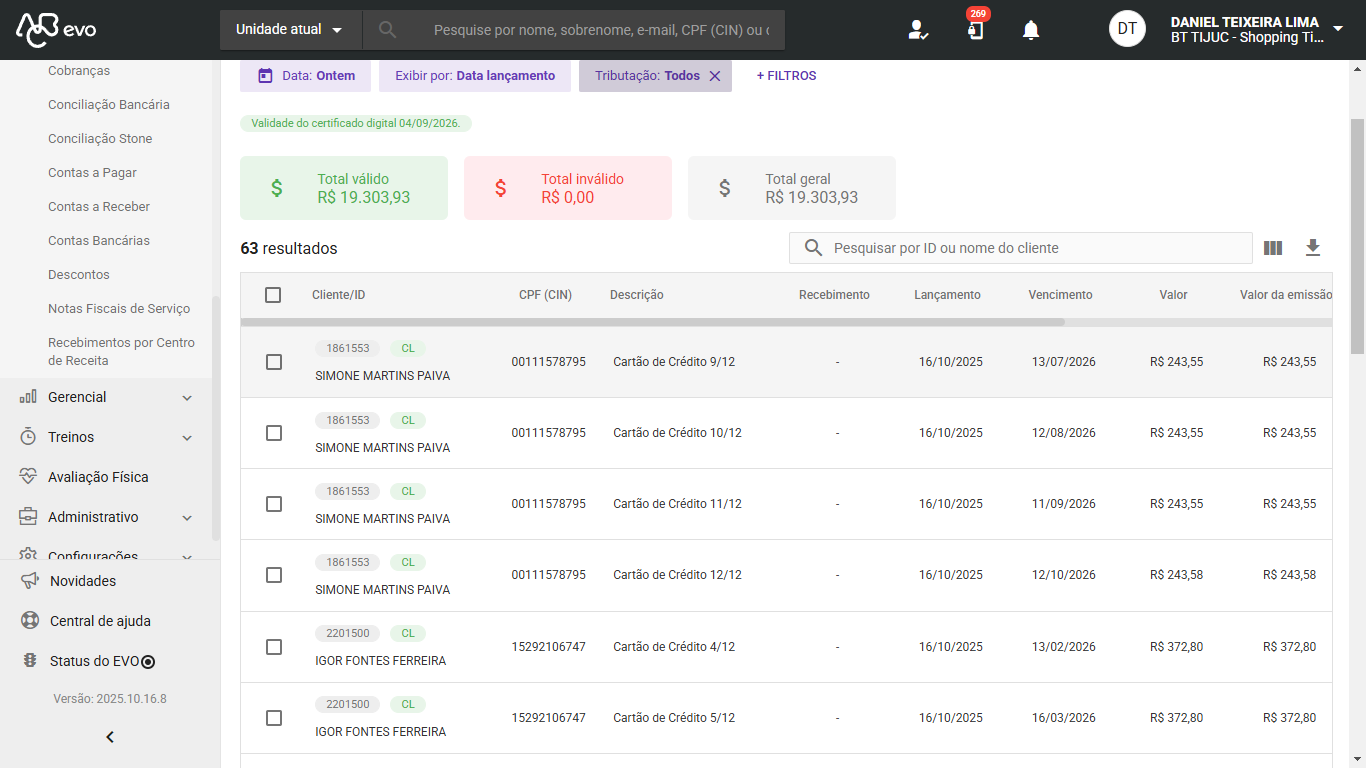 evo
Unidade atual
Pesquise por nome, sobrenome, e-mail, CPF (CIN) ou c
269
DT
DANIEL TEIXEIRA LIMA
BT TIJUC - Shopping Ti...
Cobranças
Conciliação Bancária
Conciliação Stone
Contas a Pagar
Contas a Receber
Contas Bancárias
Descontos
Notas Fiscais de Serviço
Recebimentos por Centro
de Receita
Gerencial
Treinos
Avaliação Física
Administrativo
Configurações
Novidades
Central de ajuda
Status do EVO
Versão: 2025.10.16.8
Data: Ontem
Exibir por: Data lançamento
Tributação: Todos
+ FILTROS
Validade do certificado digital 04/09/2026.
Total válido
R$ 19.303,93
Total inválido
R$ 0,00
Total geral
R$ 19.303,93
63 resultados
Pesquisar por ID ou nome do cliente
Cliente/ID CPF (CIN) Descrição Recebimento Lançamento Vencimento Valor Valor da emissão
1861553 CL
SIMONE MARTINS PAIVA 00111578795 Cartão de Crédito 9/12 - 16/10/2025 13/07/2026 R$ 243,55 R$ 243,55
1861553 CL
SIMONE MARTINS PAIVA 00111578795 Cartão de Crédito 10/12 - 16/10/2025 12/08/2026 R$ 243,55 R$ 243,55
1861553 CL
SIMONE MARTINS PAIVA 00111578795 Cartão de Crédito 11/12 - 16/10/2025 11/09/2026 R$ 243,55 R$ 243,55
1861553 CL
SIMONE MARTINS PAIVA 00111578795 Cartão de Crédito 12/12 - 16/10/2025 12/10/2026 R$ 243,58 R$ 243,58
2201500 CL
IGOR FONTES FERREIRA 15292106747 Cartão de Crédito 4/12 - 16/10/2025 13/02/2026 R$ 372,80 R$ 372,80
2201500 CL
IGOR FONTES FERREIRA 15292106747 Cartão de Crédito 5/12 - 16/10/2025 16/03/2026 R$ 372,80 R$ 372,80